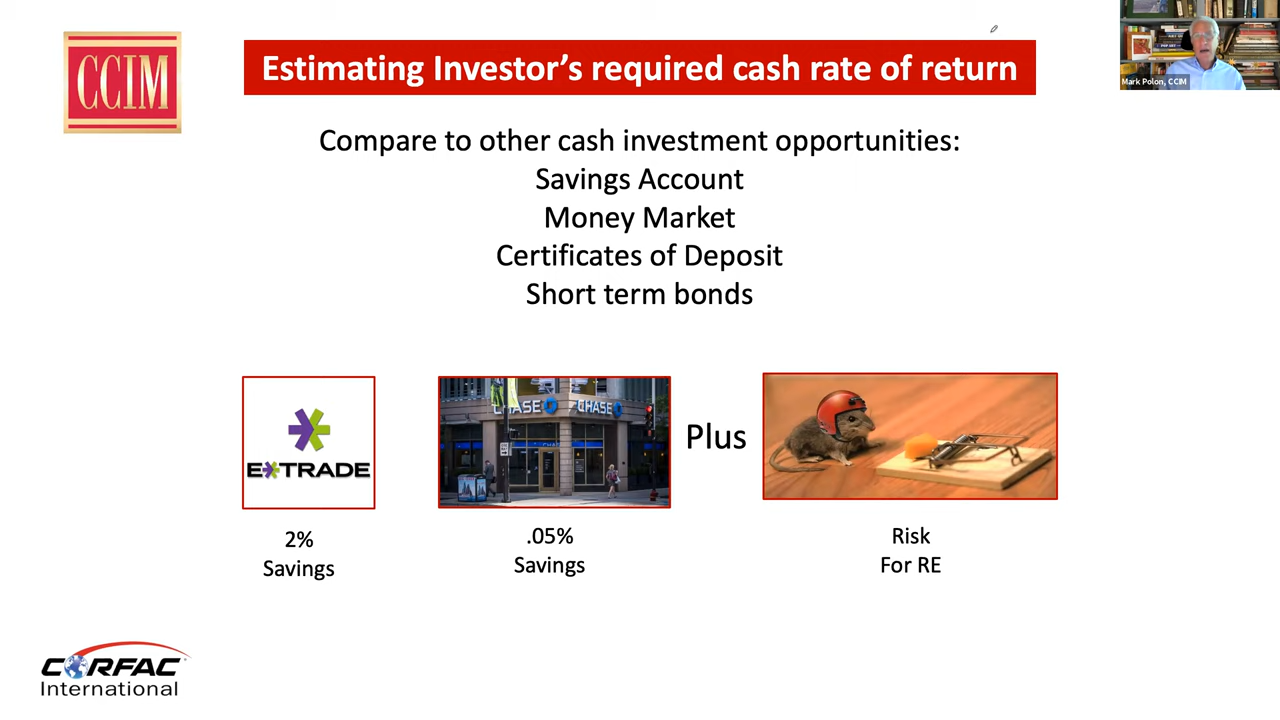 CCIM
Estimating Investor's required cash rate of return
Mark Polon, CCIM
Compare to other cash investment opportunities:
Savings Account
Money Market
Certificates of Deposit
Short term bonds
E*TRADE
CHASE
CHASE
Plus
2%
Savings
.05%
Savings
Risk
For RE
CORFAC
International